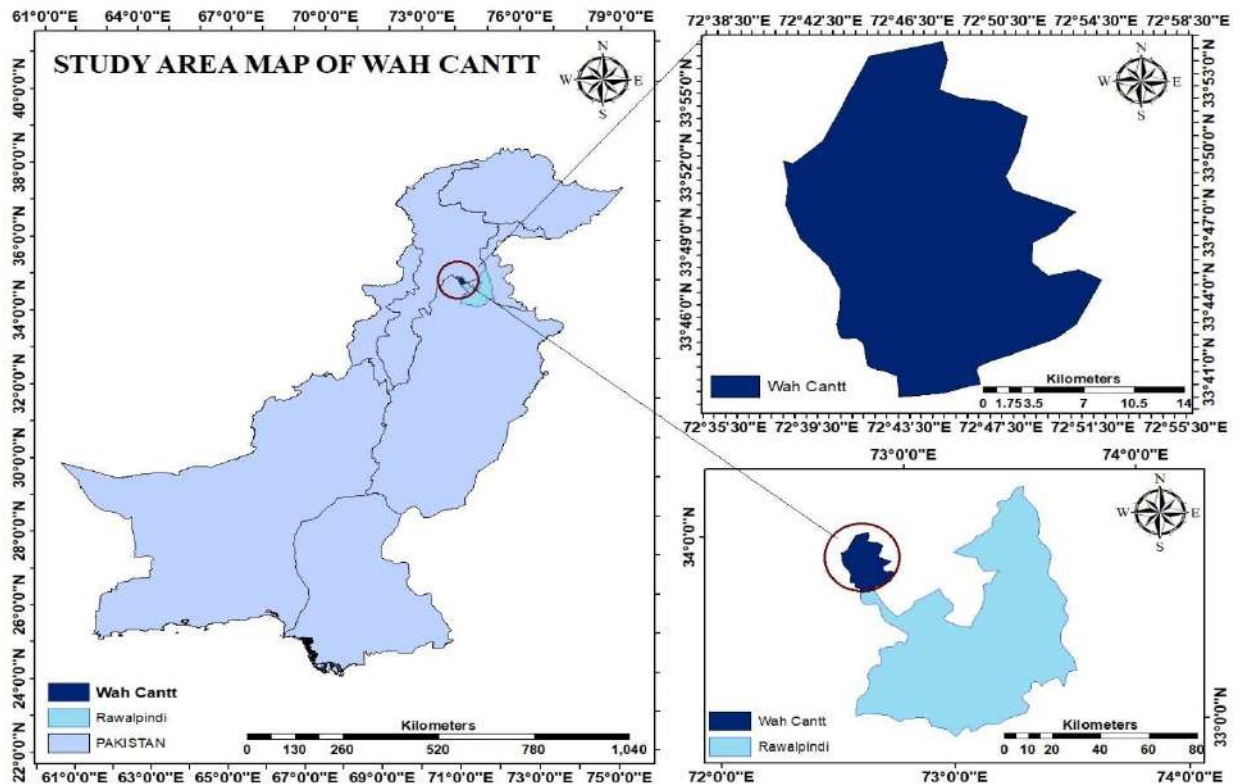 61°0'0"E 64°0'0"E 67°0'0"E 70°0'0"E 73°0'0"E 76°0'0"E 79°0'0"E
STUDY AREA MAP OF WAH CANTT
N
W E
S
40°0'0"N
38°0'0"N
36°0'0"N
34°0'0"N
32°0'0"N
30°0'0"N
28°0'0"N
26°0'0"N
24°0'0"N
22°0'0"N
Wah Cantt
Rawalpindi
PAKISTAN
Kilometers
0 130 260 520 780 1,040
61°0'0"E 63°0'0"E 65°0'0"E 67°0'0"E 69°0'0"E 71°0'0"E 73°0'0"E 75°0'0"E
72°38'30"E 72°42'30"E 72°46'30"E 72°50'30"E 72°54'30"E 72°58'30"E
N
W E
S
33°55'0"N
33°52'0"N
33°49'0"N
33°46'0"N
33°53'0"N
33°50'0"N
33°47'0"N
33°44'0"N
33°41'0"N
Wah Cantt
Kilometers
0 1.75 3.5 7 10.5 14
72°35'30"E 72°39'30"E 72°43'30"E 72°47'30"E 72°51'30"E 72°55'30"E
73°0'0"E 74°0'0"E
N
W E
S
34°0'0"N
33°0'0"N
Wah Cantt
Rawalpindi
Kilometers
0 10 20 40 60 80
72°0'0"E 73°0'0"E 74°0'0"E